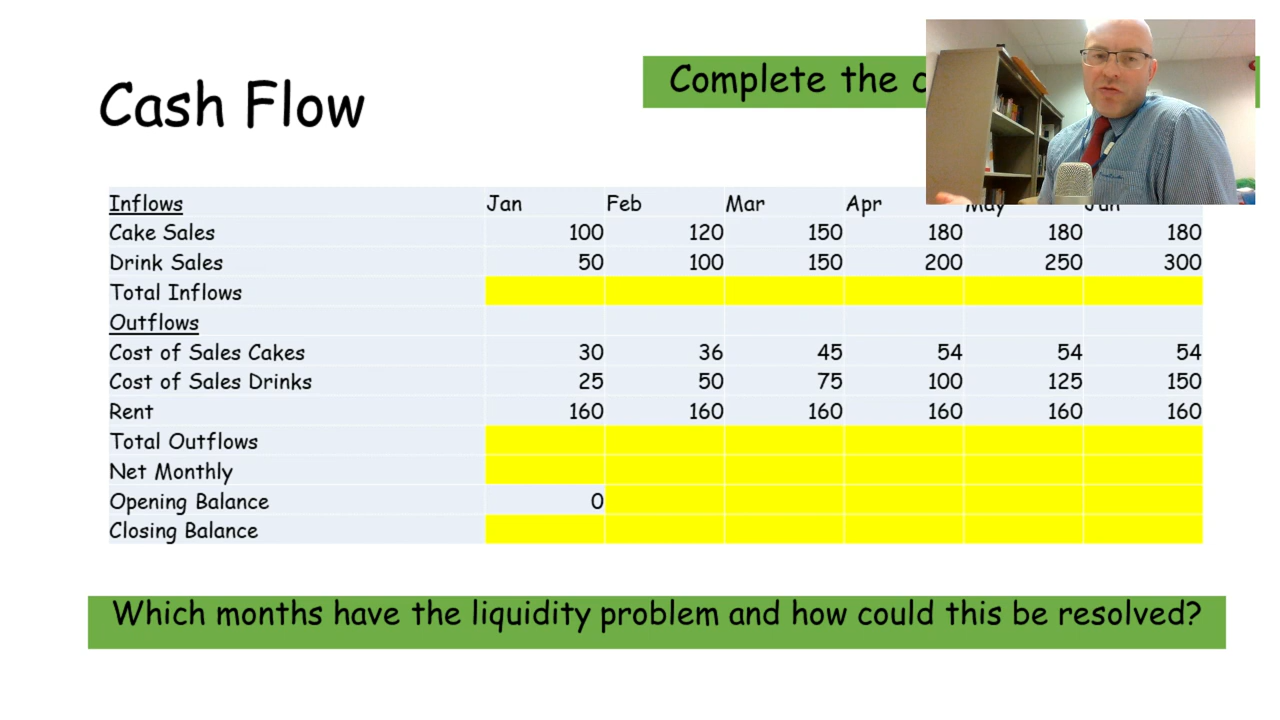 Complete the
Cash Flow
Inflows Jan Feb Mar Apr May Jun
Cake Sales 100 120 150 180 180 180
Drink Sales 50 100 150 200 250 300
Total Inflows
Outflows
Cost of Sales Cakes 30 36 45 54 54 54
Cost of Sales Drinks 25 50 75 100 125 150
Rent 160 160 160 160 160 160
Total Outflows
Net Monthly
Opening Balance 0
Closing Balance
Which months have the liquidity problem and how could this be resolved?